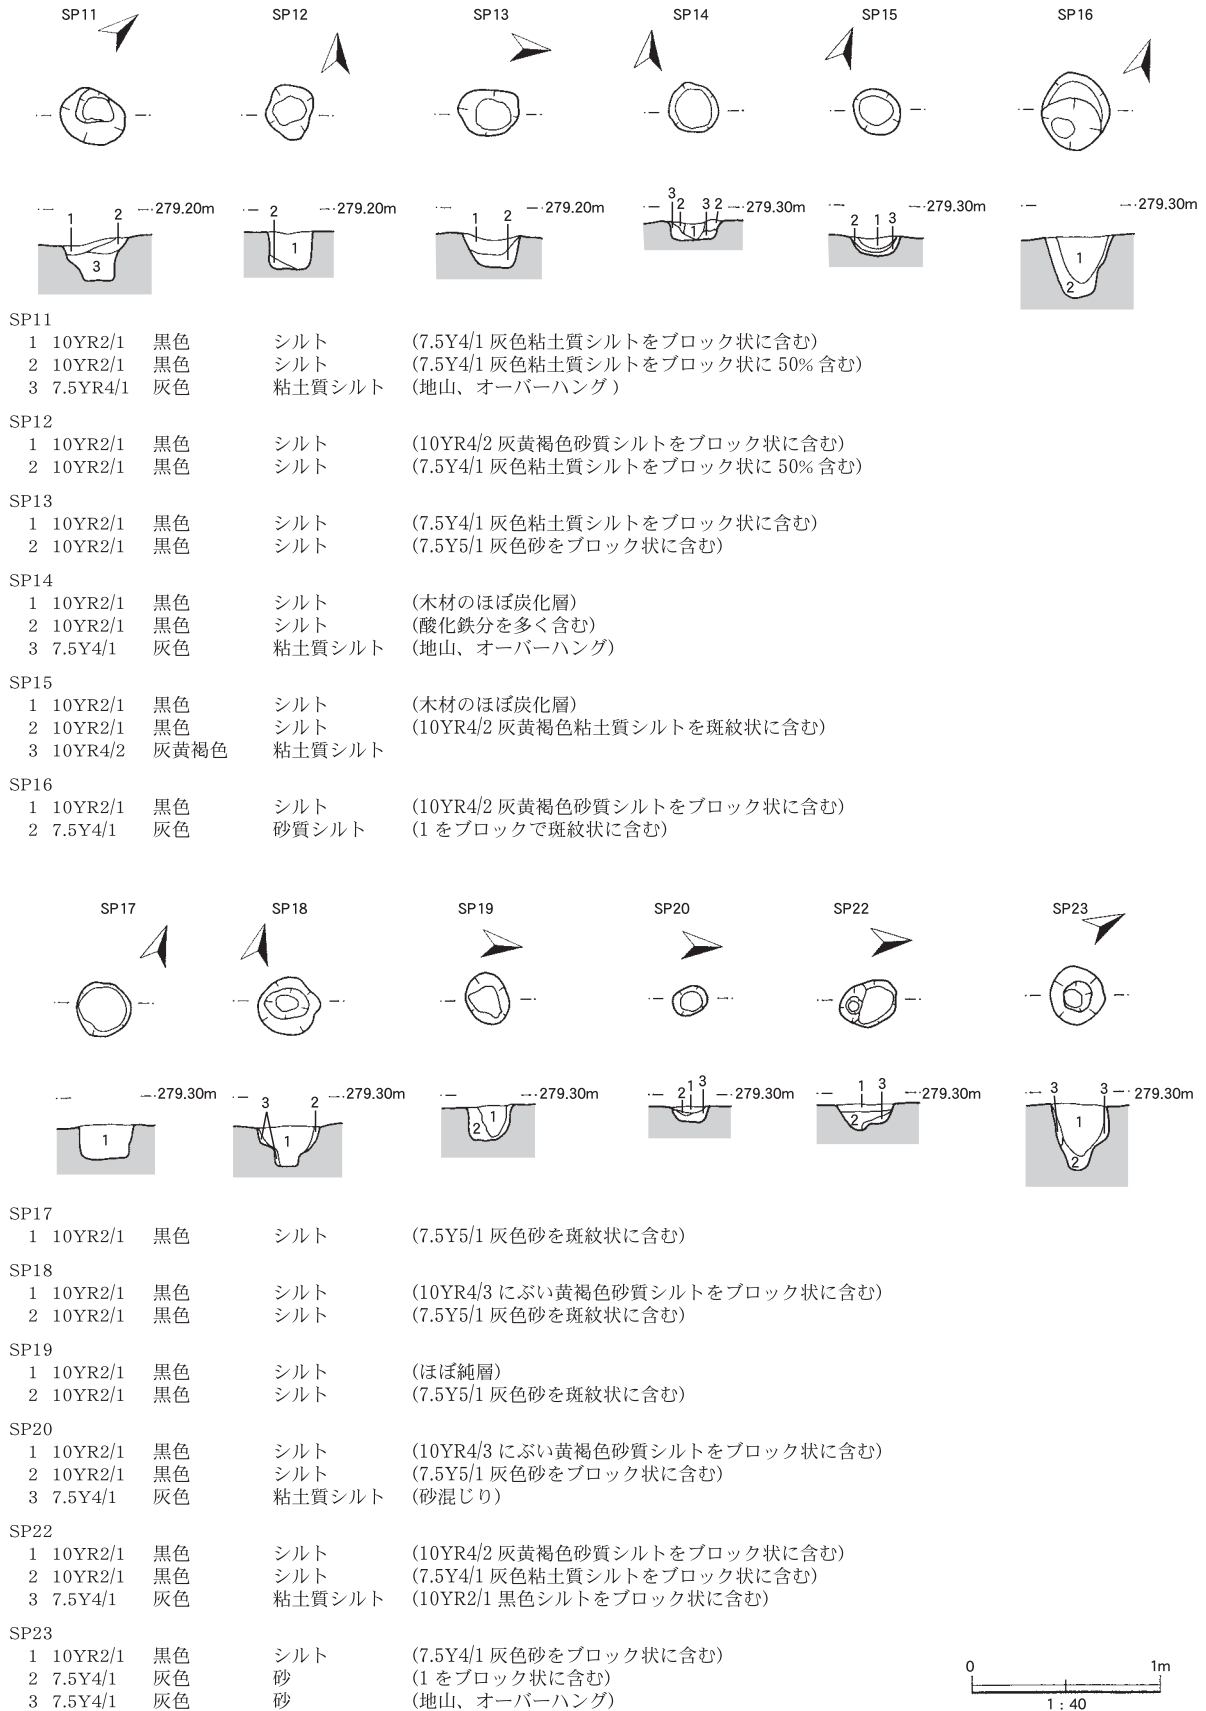 SP11 SP12 SP13 SP14 SP15 SP16
1 2 3 279.20m
2 1 279.20m
1 2 279.20m
3 2 3 2 1 279.30m
2 1 3 279.30m
1 2 279.30m
SP11
1 10YR2/1 黒色 シルト (7.5Y4/1 灰色粘土質シルトをブロック状に含む)
2 10YR2/1 黒色 シルト (7.5Y4/1 灰色粘土質シルトをブロック状に 50% 含む)
3 7.5YR4/1 灰色 粘土質シルト (地山、オーバーハング )
SP12
1 10YR2/1 黒色 シルト (10YR4/2 灰黄褐色砂質シルトをブロック状に含む)
2 10YR2/1 黒色 シルト (7.5Y4/1 灰色粘土質シルトをブロック状に 50% 含む)
SP13
1 10YR2/1 黒色 シルト (7.5Y4/1 灰色粘土質シルトをブロック状に含む)
2 10YR2/1 黒色 シルト (7.5Y5/1 灰色砂をブロック状に含む)
SP14
1 10YR2/1 黒色 シルト (木材のほぼ炭化層)
2 10YR2/1 黒色 シルト (酸化鉄分を多く含む)
3 7.5Y4/1 灰色 粘土質シルト (地山、オーバーハング)
SP15
1 10YR2/1 黒色 シルト (木材のほぼ炭化層)
2 10YR2/1 黒色 シルト (10YR4/2 灰黄褐色粘土質シルトを斑紋状に含む)
3 10YR4/2 灰黄褐色 粘土質シルト
SP16
1 10YR2/1 黒色 シルト (10YR4/2 灰黄褐色砂質シルトをブロック状に含む)
2 7.5Y4/1 灰色 砂質シルト (1 をブロックで斑紋状に含む)
SP17 SP18 SP19 SP20 SP22 SP23
1 279.30m
3 2 1 279.30m
1 2 279.30m
2 1 3 279.30m
1 3 2 279.30m
3 3 1 2 279.30m
SP17
1 10YR2/1 黒色 シルト (7.5Y5/1 灰色砂を斑紋状に含む)
SP18
1 10YR2/1 黒色 シルト (10YR4/3 にぶい黄褐色砂質シルトをブロック状に含む)
2 10YR2/1 黒色 シルト (7.5Y5/1 灰色砂を斑紋状に含む)
SP19
1 10YR2/1 黒色 シルト (ほぼ純層)
2 10YR2/1 黒色 シルト (7.5Y5/1 灰色砂を斑紋状に含む)
SP20
1 10YR2/1 黒色 シルト (10YR4/3 にぶい黄褐色砂質シルトをブロック状に含む)
2 10YR2/1 黒色 シルト (7.5Y5/1 灰色砂をブロック状に含む)
3 7.5Y4/1 灰色 粘土質シルト (砂混じり)
SP22
1 10YR2/1 黒色 シルト (10YR4/2 灰黄褐色砂質シルトをブロック状に含む)
2 10YR2/1 黒色 シルト (7.5Y4/1 灰色粘土質シルトをブロック状に含む)
3 7.5Y4/1 灰色 粘土質シルト (10YR2/1 黒色シルトをブロック状に含む)
SP23
1 10YR2/1 黒色 シルト (7.5Y4/1 灰色砂をブロック状に含む)
2 7.5Y4/1 灰色 砂 (1 をブロック状に含む)
3 7.5Y4/1 灰色 砂 (地山、オーバーハング)
0 1m
1 : 40